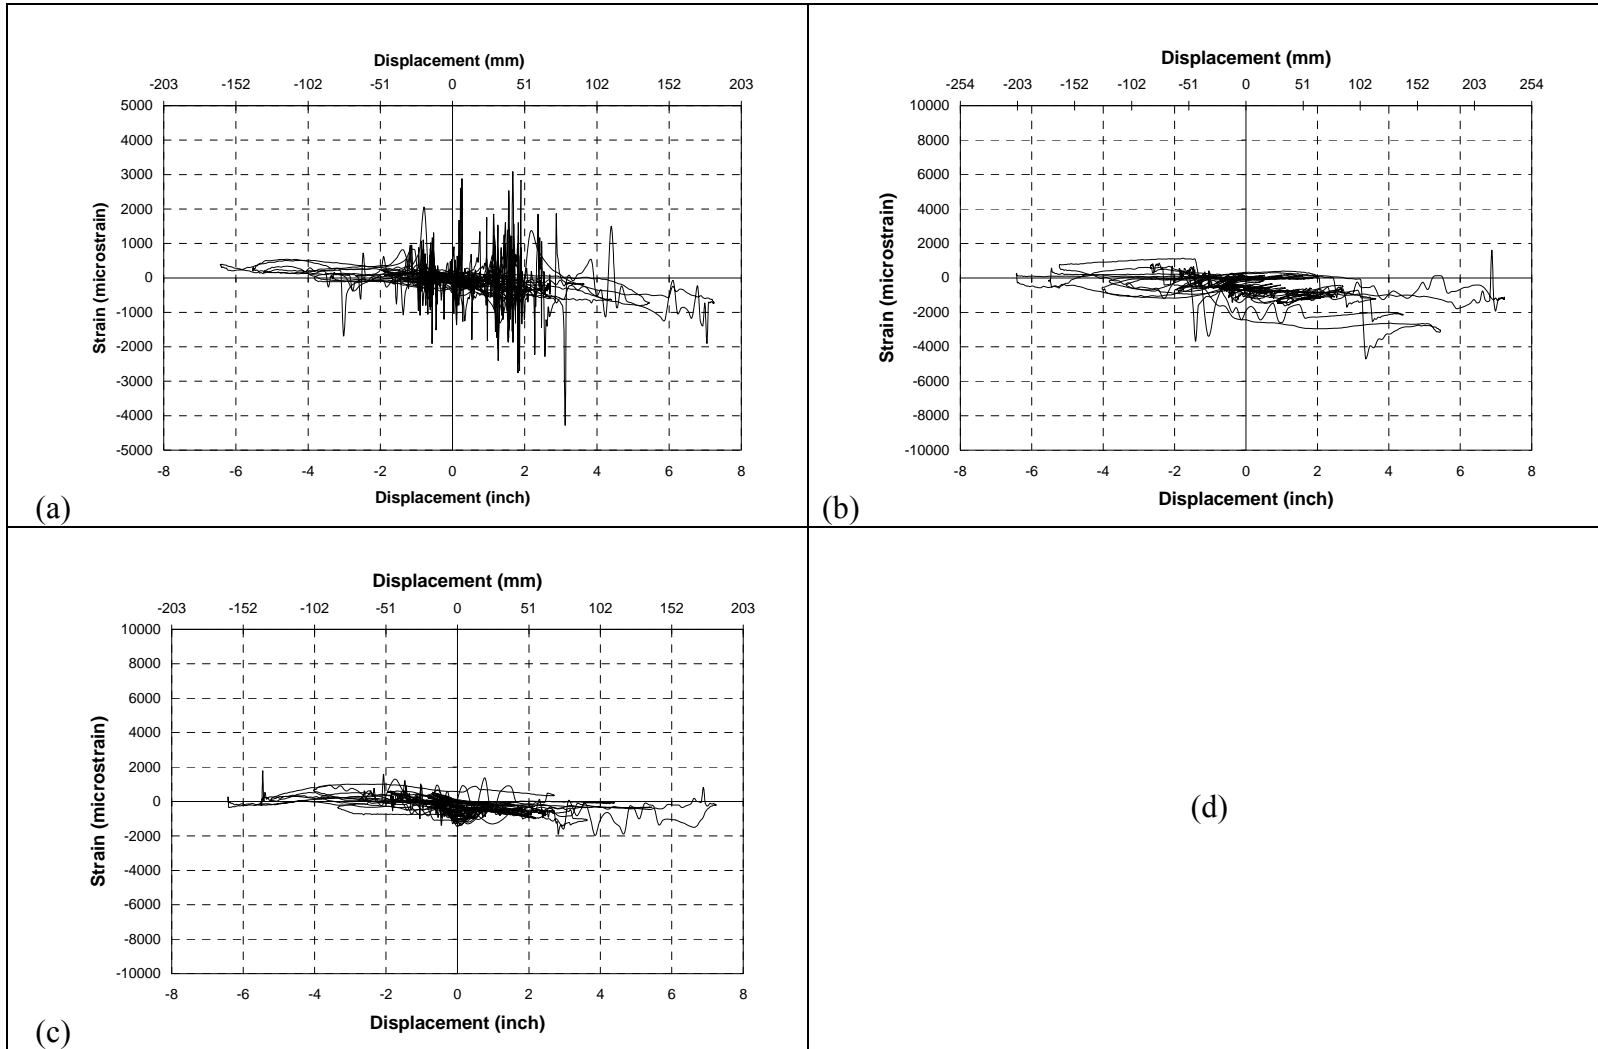 Displacement (mm)
-203 -152 -102 -51 0 51 102 152 203
5000
4000
3000
2000
1000
0
-1000
-2000
-3000
-4000
-5000
Strain (microstrain)
-8 -6 -4 -2 0 2 4 6 8
Displacement (inch)
(a)
Displacement (mm)
-254 -203 -152 -102 -51 0 51 102 152 203 254
10000
8000
6000
4000
2000
0
-2000
-4000
-6000
-8000
-10000
Strain (microstrain)
-8 -6 -4 -2 0 2 4 6 8
Displacement (inch)
(b)
Displacement (mm)
-203 -152 -102 -51 0 51 102 152 203
10000
8000
6000
4000
2000
0
-2000
-4000
-6000
-8000
-10000
Strain (microstrain)
-8 -6 -4 -2 0 2 4 6 8
Displacement (inch)
(c)
(d)